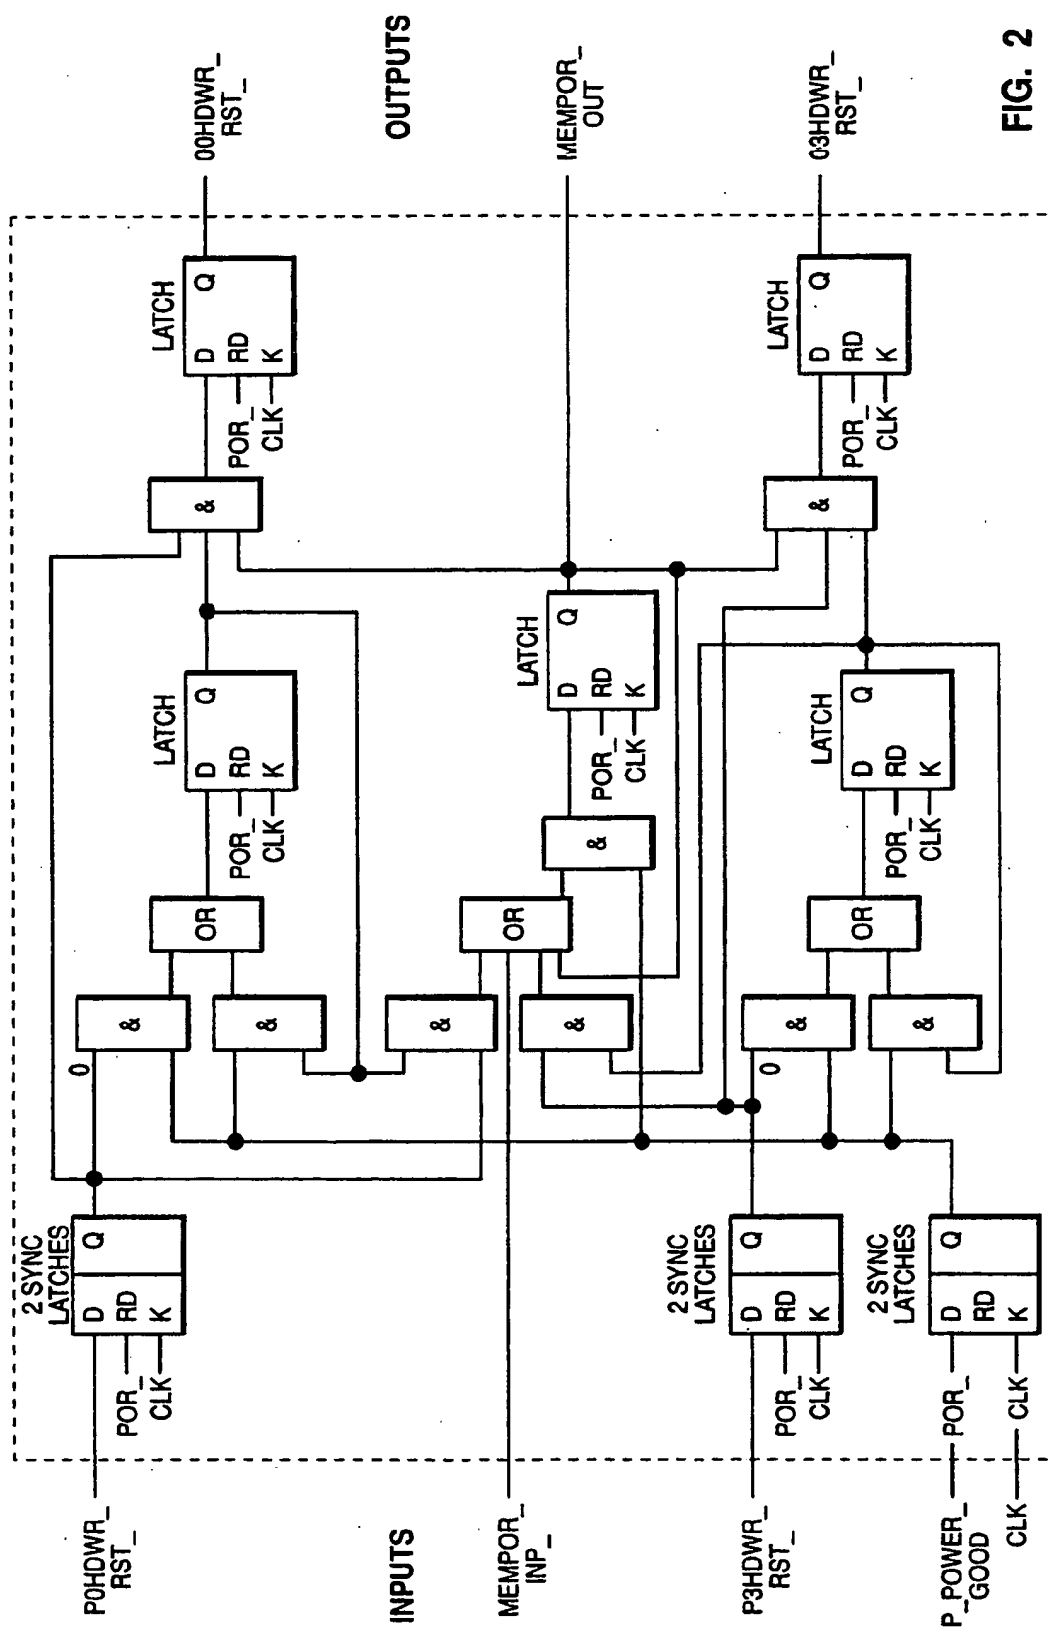 INPUTS
P0HDWR_
RST_
MEMPOR_
INP_
P3HDWR_
RST_
P_POWER_
GOOD
CLK
2 SYNC
LATCHES
D
Q
RD
K
POR_
CLK
2 SYNC
LATCHES
D
Q
RD
K
POR_
CLK
2 SYNC
LATCHES
D
Q
RD
K
POR_
CLK
0
&
&
&
&
0
&
&
OR
OR
OR
&
LATCH
D
Q
RD
K
POR_
CLK
LATCH
D
Q
RD
K
POR_
CLK
LATCH
D
Q
RD
K
POR_
CLK
&
&
LATCH
D
Q
RD
K
POR_
CLK
LATCH
D
Q
RD
K
POR_
CLK
OUTPUTS
00HDWR_
RST_
MEMPOR_
OUT
03HDWR_
RST_
FIG. 2